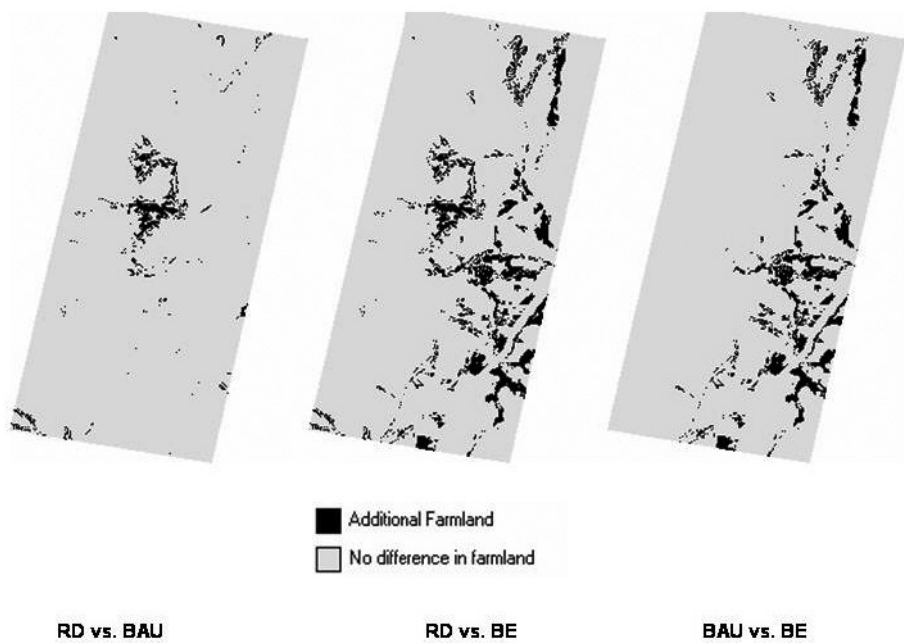 Additional Farmland
No difference in farmland
RD vs. BAU
RD vs. BE
BAU vs. BE